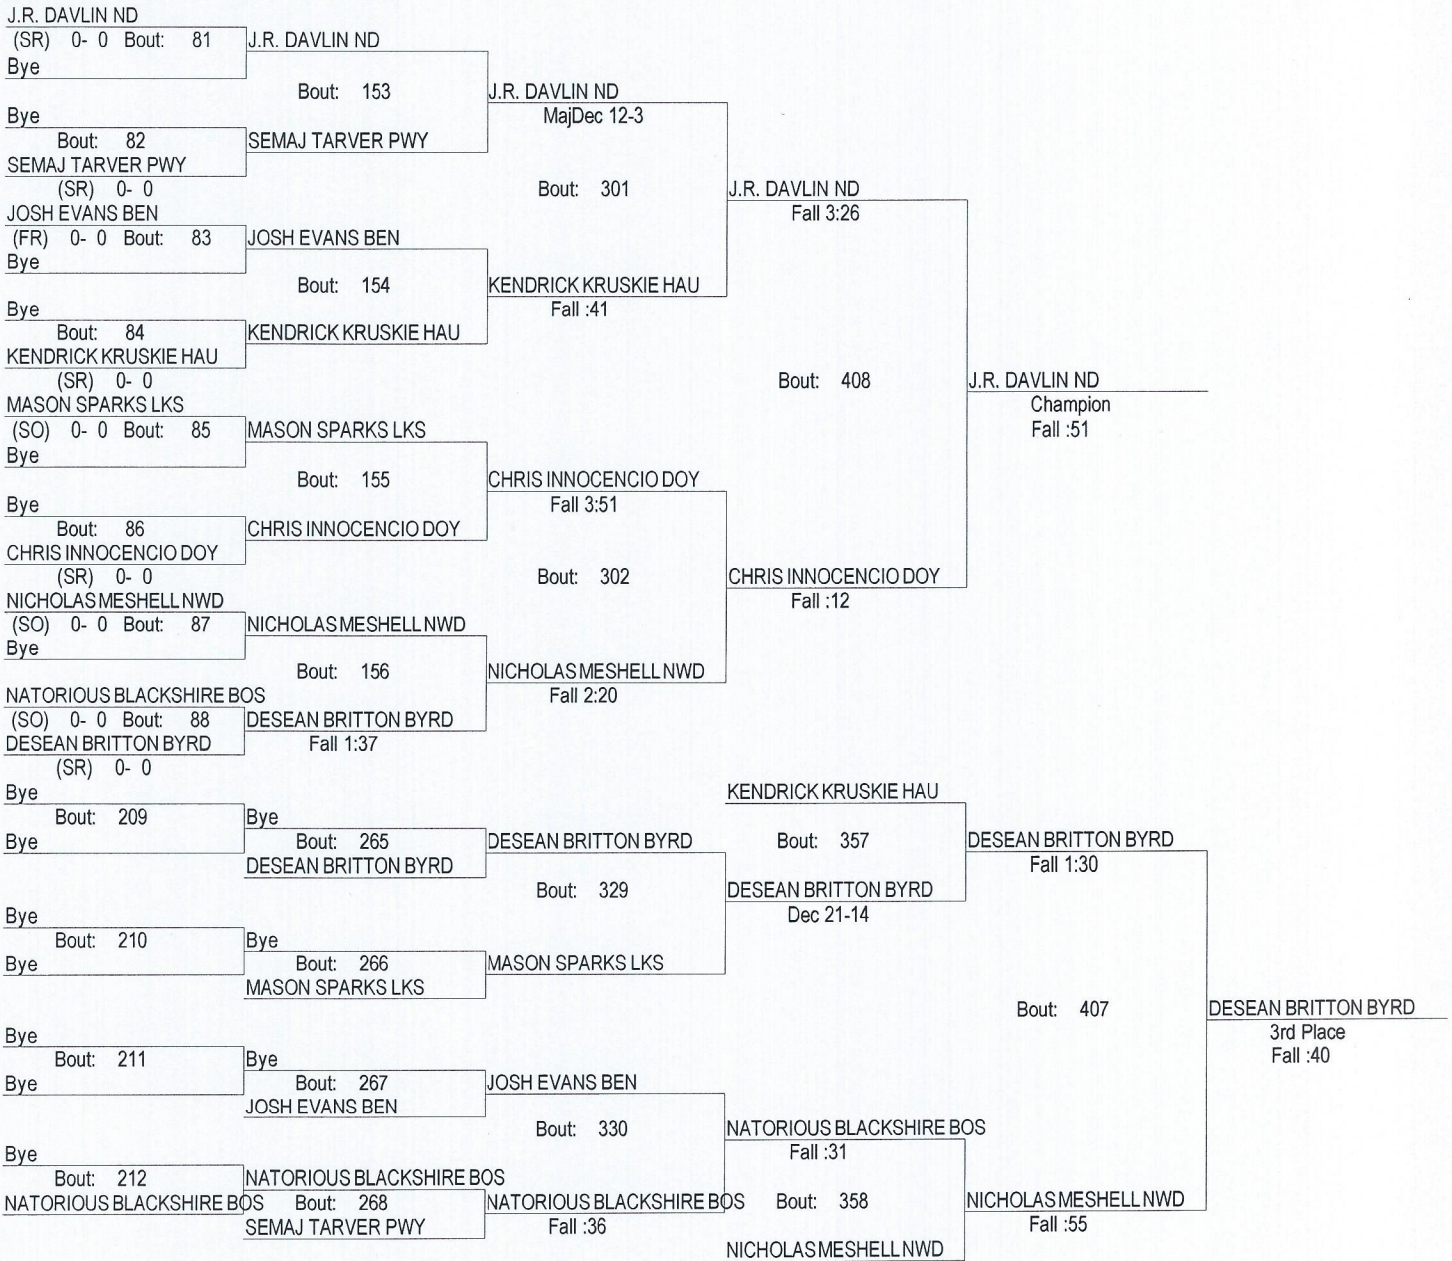 J.R. DAVLIN ND
(SR) 0- 0 Bout: 81
J.R. DAVLIN ND
Bye
Bout: 153
J.R. DAVLIN ND
MajDec 12-3
Bye
Bout: 82
SEMAJ TARVER PWY
SEMAJ TARVER PWY
(SR) 0- 0
Bout: 301
J.R. DAVLIN ND
Fall 3:26
JOSH EVANS BEN
(FR) 0- 0 Bout: 83
JOSH EVANS BEN
Bye
Bout: 154
KENDRICK KRUSKIE HAU
Fall :41
Bye
Bout: 84
KENDRICK KRUSKIE HAU
KENDRICK KRUSKIE HAU
(SR) 0- 0
Bout: 408
J.R. DAVLIN ND
Champion
Fall :51
MASON SPARKS LKS
(SO) 0- 0 Bout: 85
MASON SPARKS LKS
Bye
Bout: 155
CHRIS INNOCENCIO DOY
Fall 3:51
Bye
Bout: 86
CHRIS INNOCENCIO DOY
CHRIS INNOCENCIO DOY
(SR) 0- 0
Bout: 302
CHRIS INNOCENCIO DOY
Fall :12
NICHOLAS MESHELL NWD
(SO) 0- 0 Bout: 87
NICHOLAS MESHELL NWD
Bye
Bout: 156
NICHOLAS MESHELL NWD
Fall 2:20
NATORIOUS BLACKSHIRE BOS
(SO) 0- 0 Bout: 88
DESEAN BRITTON BYRD
DESEAN BRITTON BYRD
Fall 1:37
(SR) 0- 0
Bye
Bout: 209
Bye
Bye
Bout: 265
DESEAN BRITTON BYRD
DESEAN BRITTON BYRD
KENDRICK KRUSKIE HAU
Bout: 357
DESEAN BRITTON BYRD
Fall 1:30
Bout: 329
DESEAN BRITTON BYRD
Dec 21-14
Bye
Bout: 210
Bye
Bye
Bout: 266
MASON SPARKS LKS
MASON SPARKS LKS
Bout: 407
DESEAN BRITTON BYRD
3rd Place
Fall :40
Bye
Bout: 211
Bye
Bye
Bout: 267
JOSH EVANS BEN
JOSH EVANS BEN
Bout: 330
NATORIOUS BLACKSHIRE BOS
Fall :31
Bye
Bout: 212
NATORIOUS BLACKSHIRE BOS
NATORIOUS BLACKSHIRE BOS
Bout: 268
SEMAJ TARVER PWY
NATORIOUS BLACKSHIRE BOS
Fall :36
Bout: 358
NICHOLAS MESHELL NWD
Fall :55
NICHOLAS MESHELL NWD